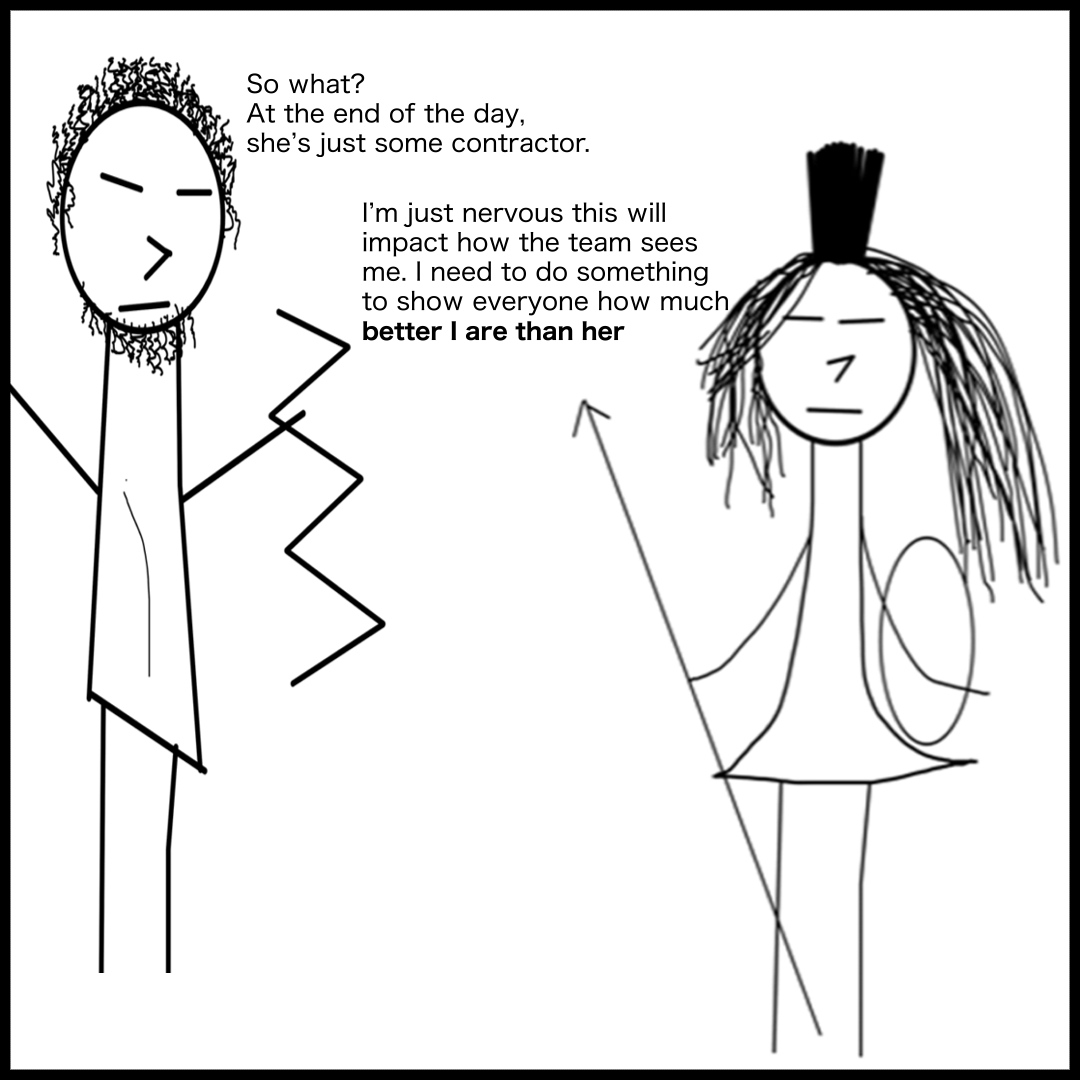 So what?
At the end of the day,
she's just some contractor.
I'm just nervous this will
impact how the team sees
me. I need to do something
to show everyone how much
better I are than her